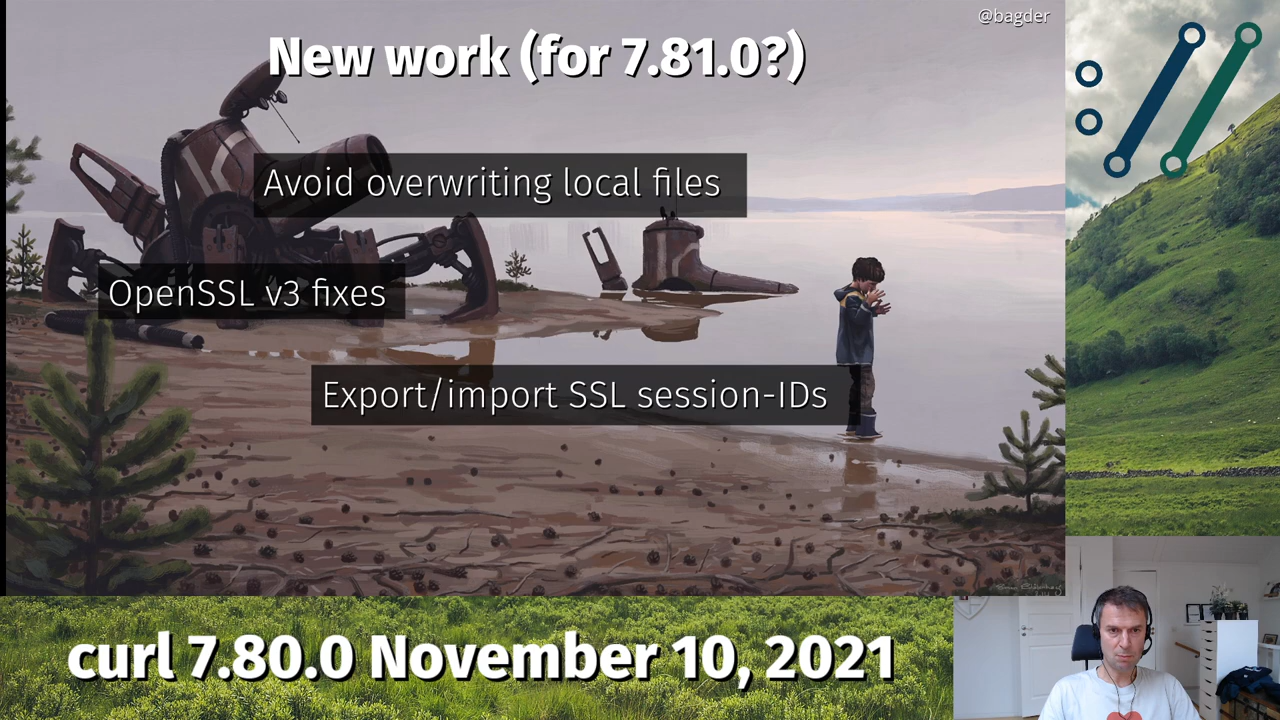 @bagder
New work (for 7.81.0?)
Avoid overwriting local files
OpenSSL v3 fixes
Export/import SSL session-IDs
curl 7.80.0 November 10, 2021